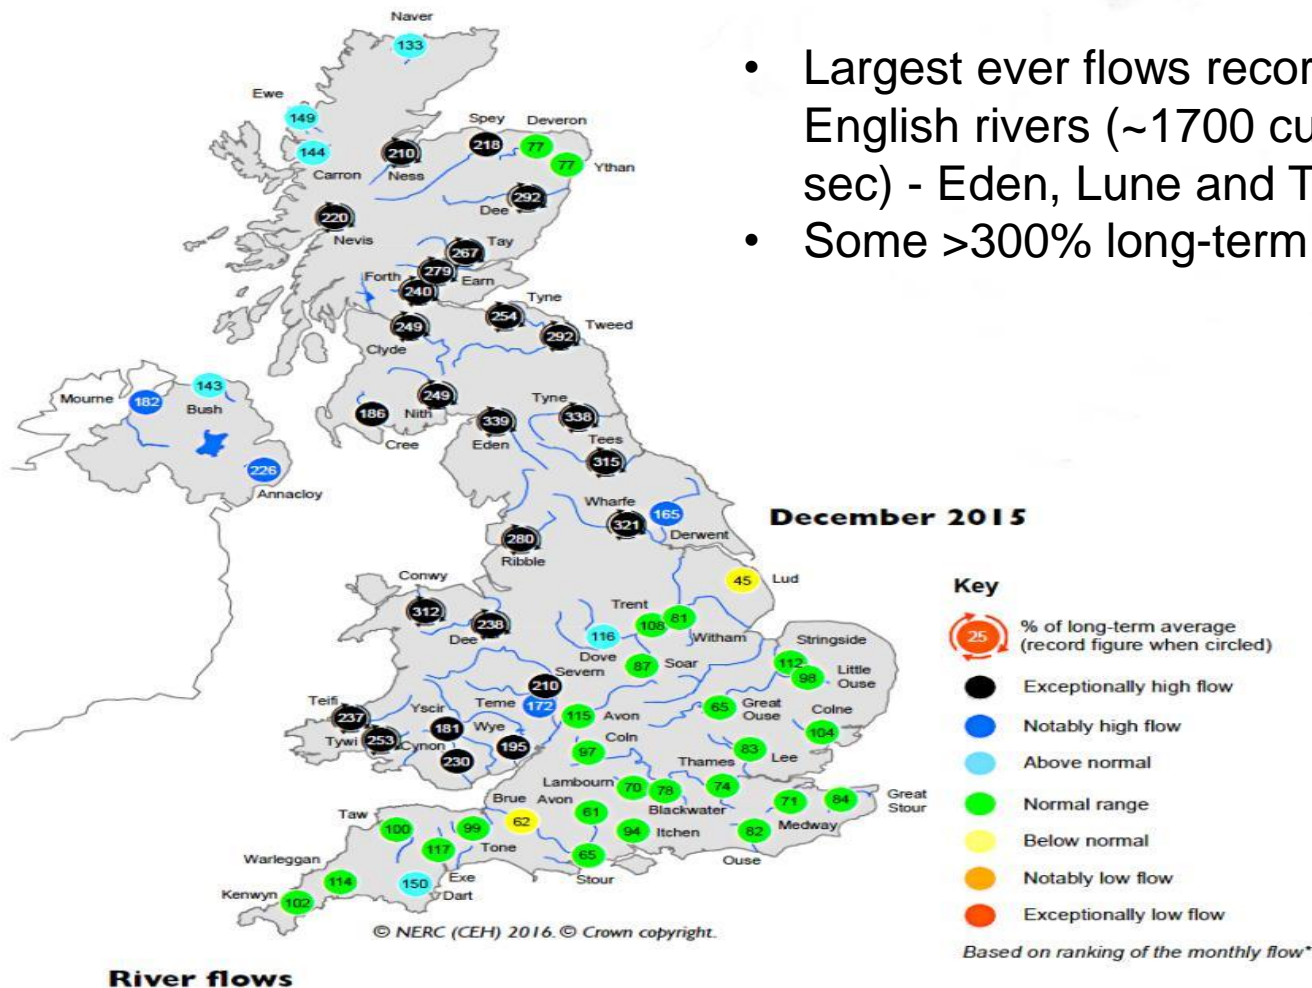 • Largest ever flows recor
English rivers (~1700 cu
sec) - Eden, Lune and T
• Some >300% long-term
Naver
133
Ewe
149
144
Carron
210
Ness
Spey
218
Deveron
77
77
Ythan
292
Dee
220
Nevis
267
Tay
279
Earn
Forth
240
Tyne
254
292
Tweed
249
Clyde
Mourne
182
143
Bush
226
Annacloy
249
Nith
186
Cree
339
Eden
Tyne
338
Tees
315
Wharfe
321
165
Derwent
280
Ribble
December 2015
45
Lud
Conwy
312
238
Dee
Trent
108
81
Witham
116
Dove
87
Soar
Stringside
112
98
Little
Ouse
Severn
210
Teme
172
65
Great
Ouse
Colne
104
Teifi
237
Tywi
253
Yscir
181
Cynon
230
Wye
195
115
Avon
Coln
97
Thames
83
Lee
Lambourn
70
78
Blackwater
74
71
Medway
84
Great
Stour
Brue
62
Avon
61
94
Itchen
82
Ouse
65
Stour
Taw
100
99
Tone
117
Exe
150
Dart
Warleggan
114
Kenwyn
102
Key
25
% of long-term average
(record figure when circled)
Exceptionally high flow
Notably high flow
Above normal
Normal range
Below normal
Notably low flow
Exceptionally low flow
Based on ranking of the monthly flow*
© NERC (CEH) 2016. © Crown copyright.
River flows